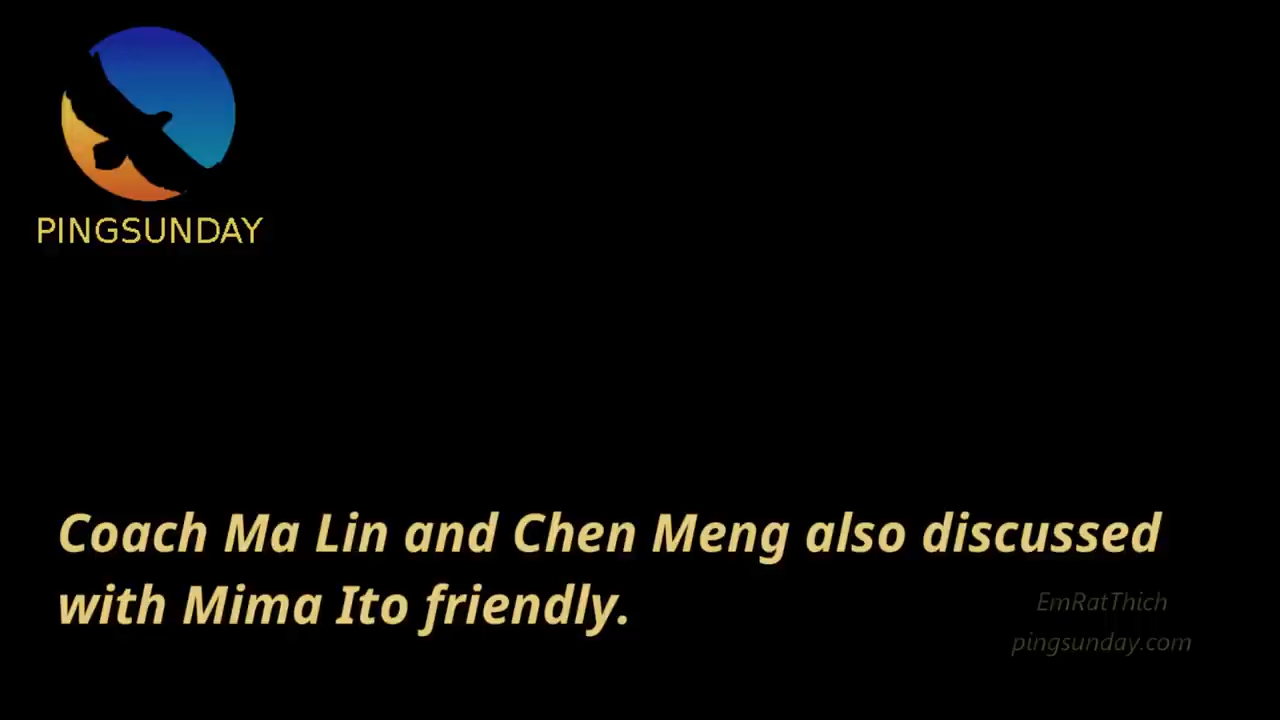 PINGSUNDAY
Coach Ma Lin and Chen Meng also discussed
with Mima Ito friendly.
EmRatThich
pingsunday.com